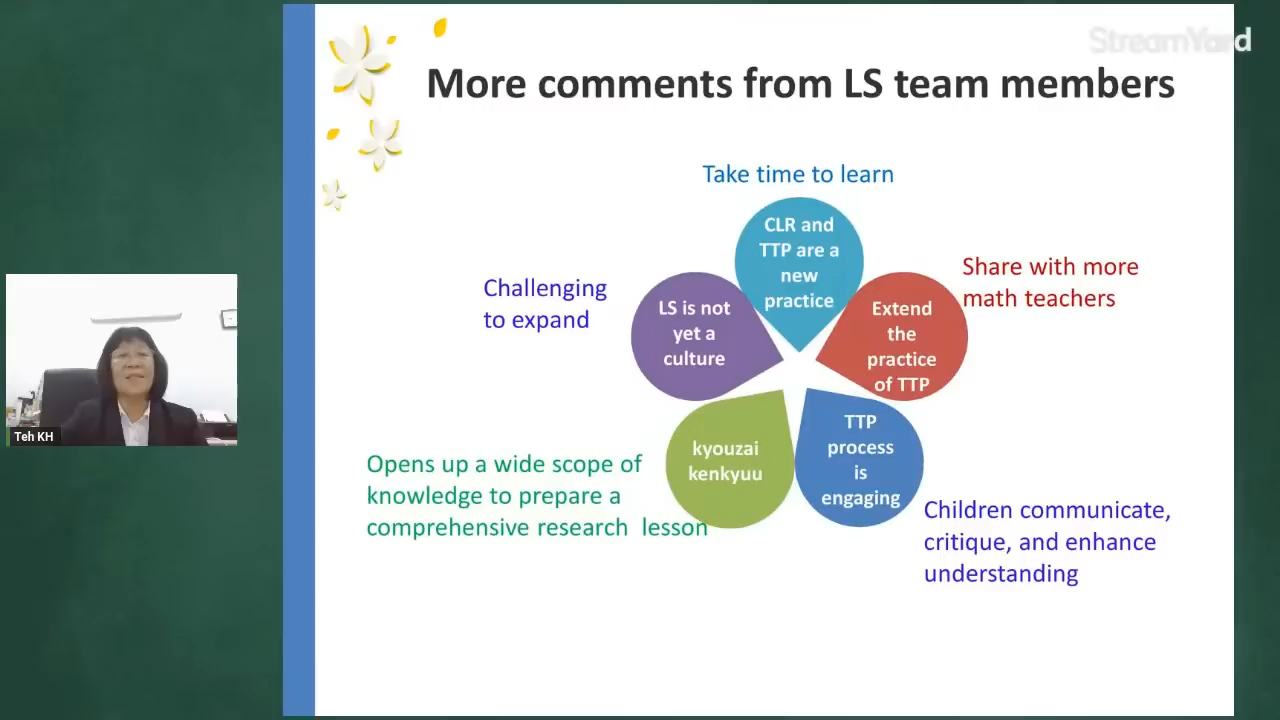 StreamYard
More comments from LS team members
Take time to learn
CLR and
TTP are a
new
practice
Share with more
math teachers
Extend
the
practice
of TTP
TTP
process
is
engaging
Children communicate,
critique, and enhance
understanding
kyouzai
kenkyuu
Opens up a wide scope of
knowledge to prepare a
comprehensive research lesson
LS is not
yet a
culture
Challenging
to expand
Teh KH